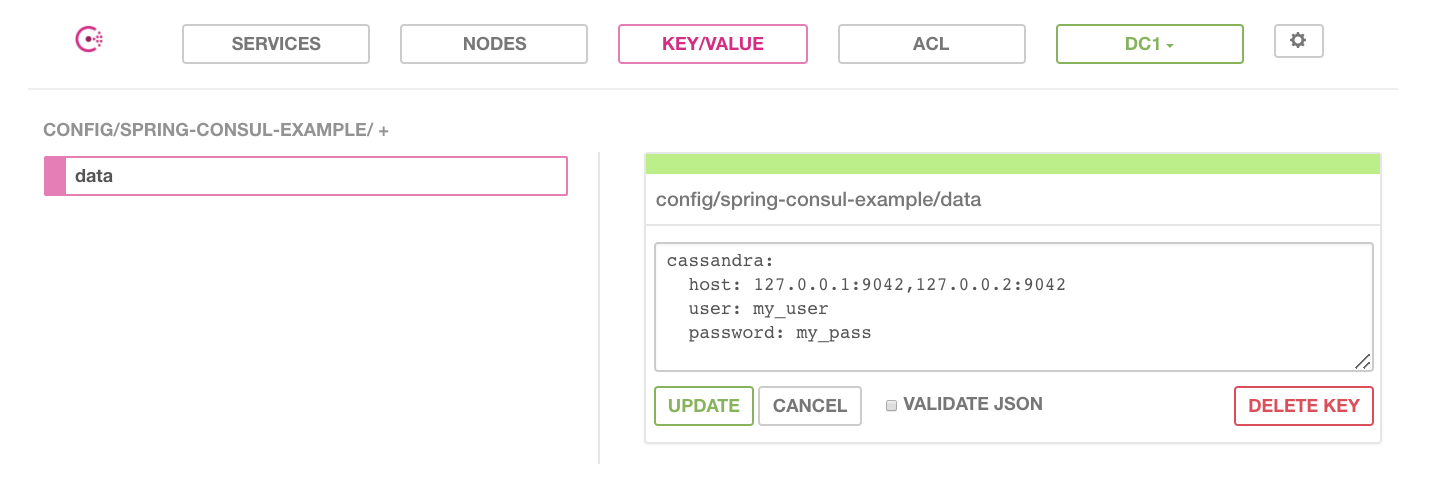 SERVICES NODES KEY/VALUE ACL DC1
CONFIG/SPRING-CONSUL-EXAMPLE/ +
data
config/spring-consul-example/data
cassandra:
  host: 127.0.0.1:9042,127.0.0.2:9042
  user: my_user
  password: my_pass
UPDATE CANCEL VALIDATE JSON DELETE KEY